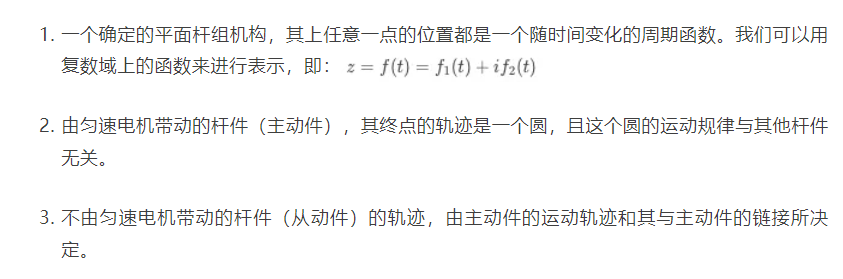 1. 一个确定的平面杆组机构，其上任意一点的位置都是一个随时间变化的周期函数。我们可以用
复数域上的函数来进行表示，即： z = f(t) = f₁(t) + if₂(t)
2. 由匀速电机带动的杆件（主动件），其终点的轨迹是一个圆，且这个圆的运动规律与其他杆件
无关。
3. 不由匀速电机带动的杆件（从动件）的轨迹，由主动件的运动轨迹和其与主动件的链接所决
定。